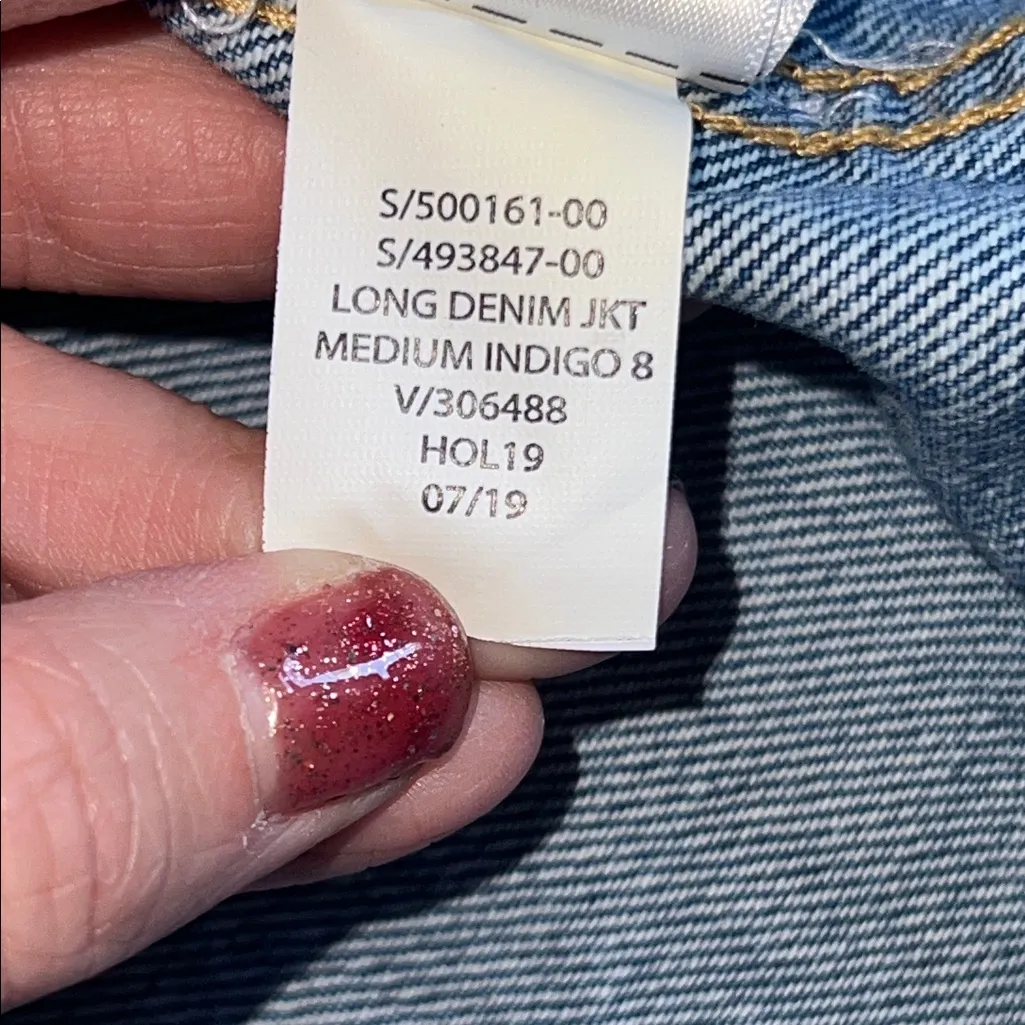 S/500161-00
S/493847-00
LONG DENIM JKT
MEDIUM INDIGO 8
V/306488
HOL19
07/19